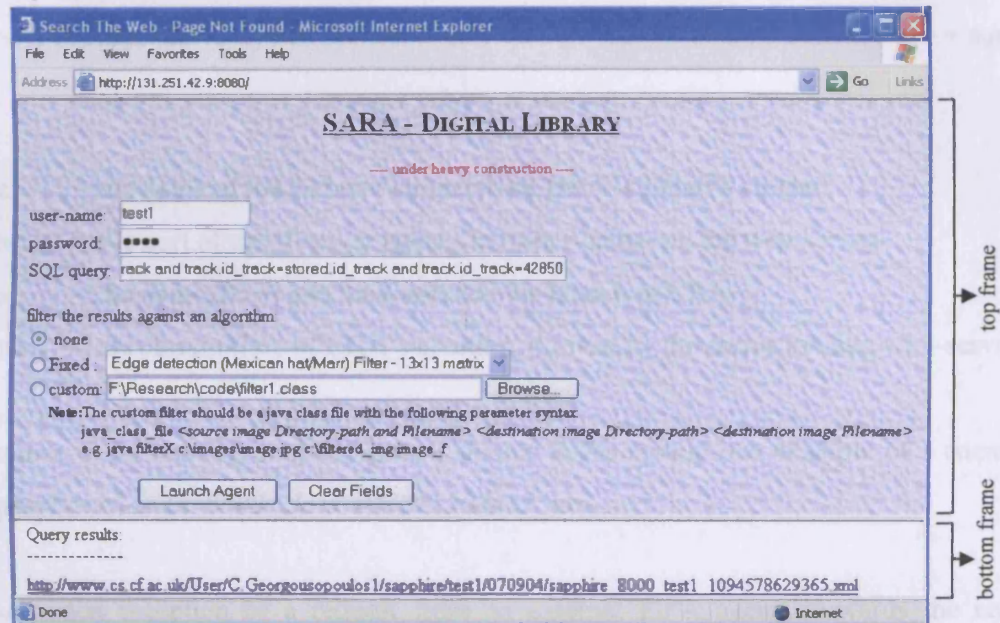 Search The Web - Page Not Found - Microsoft Internet Explorer
File Edit View Favorites Tools Help
Address http://131.251.42.9:8080/ Go Links
SARA - DIGITAL LIBRARY
---- under heavy construction ----
user-name: test1
password: ●●●●
SQL query: rack and track.id_track=stored.id_track and track.id_track=42850
filter the results against an algorithm
none
Fixed : Edge detection (Mexican hat/Marr) Filter - 13x13 matrix
custom: F:\Research\code\filter1.class Browse...
Note:The custom filter should be a java class file with the following parameter syntax
java_class_file <source image Directory-path and Filename> <destination image Directory-path> <destination image Filename>
e.g. java filterX c:\images\image.jpg c:\filtered_img image_f
Launch Agent Clear Fields
top frame
Query results:
--------------
http://www.cs.cf.ac.uk/User/C.Georgousopoulos1/sapphire/test1/070904/sapphire_8000_test1_1094578629365.xml
bottom frame
Done Internet